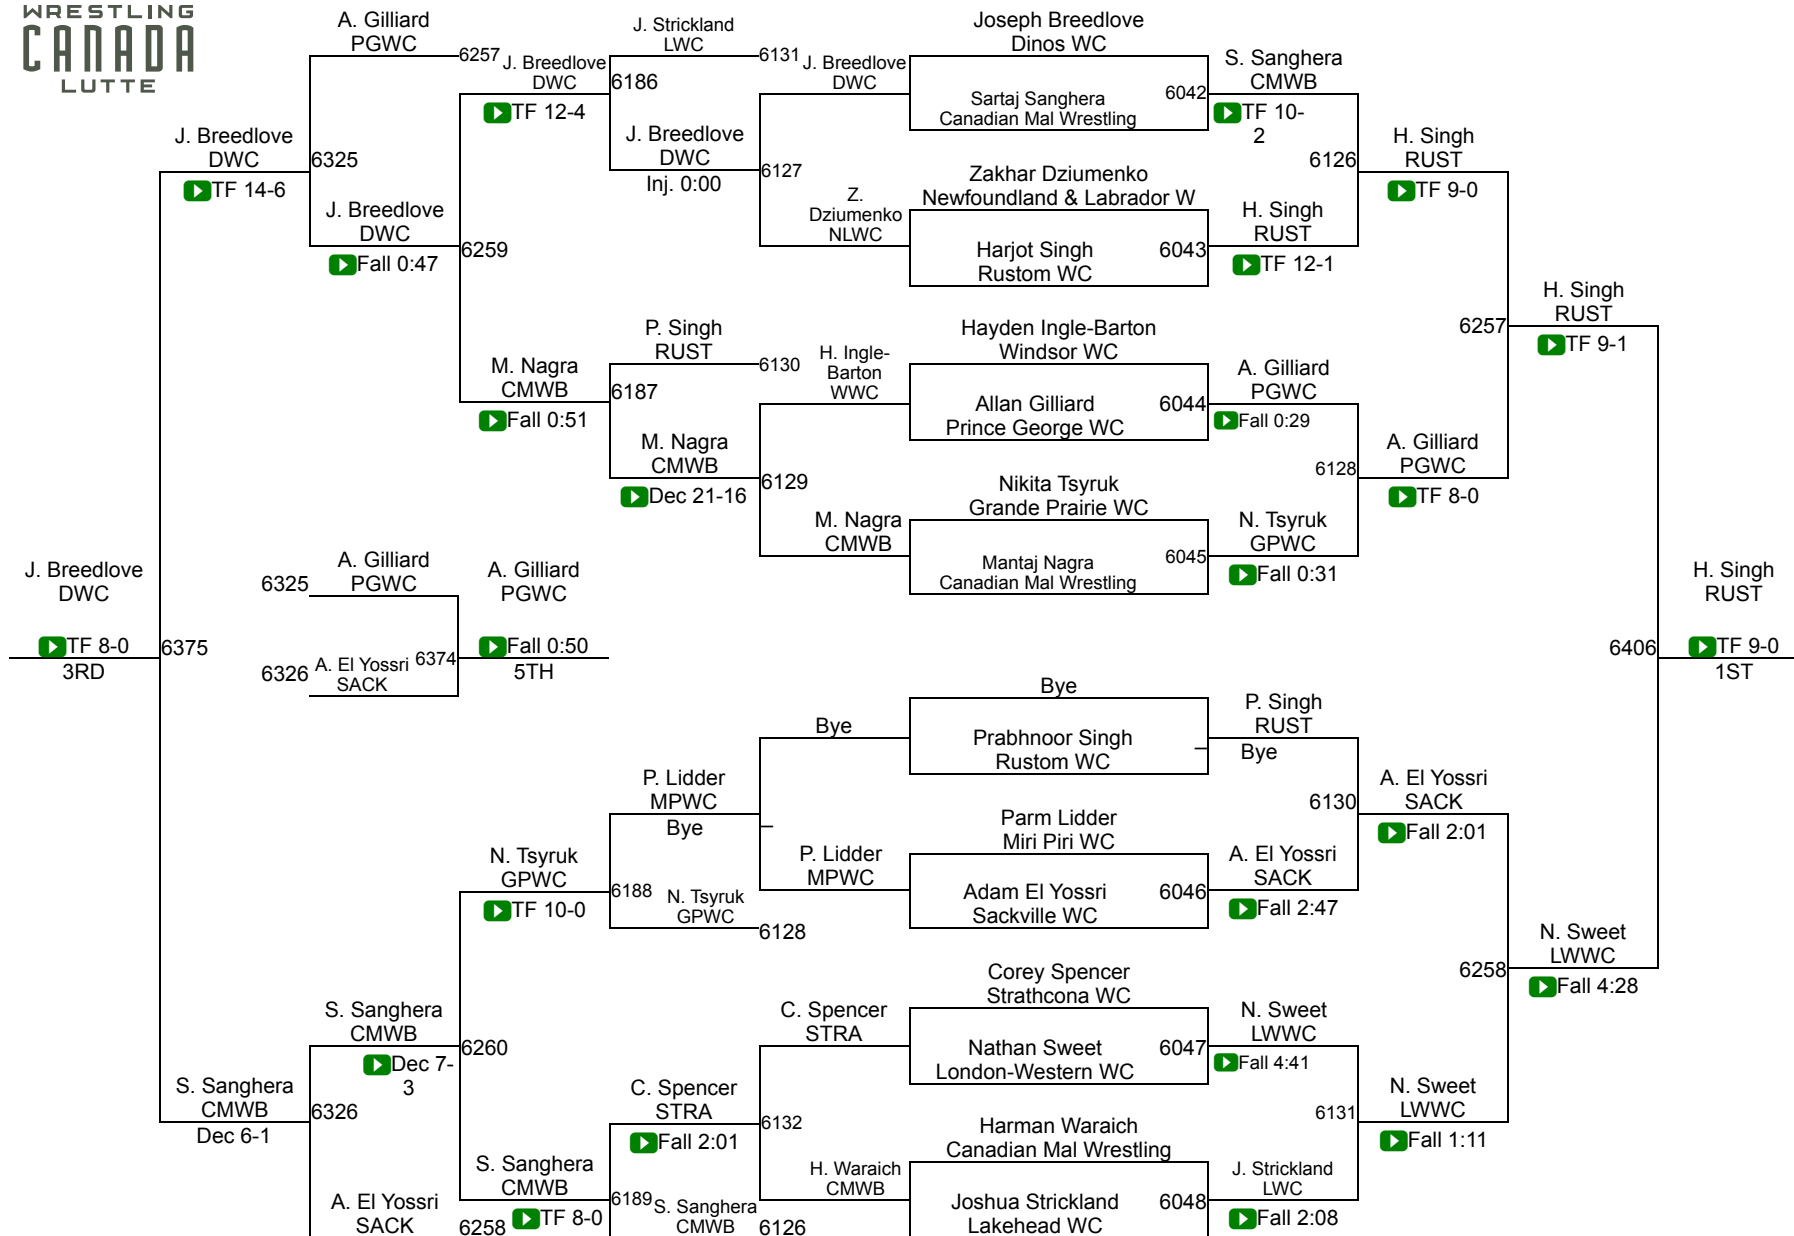 WRESTLING
CANADA
LUTTE
A. Gilliard
PGWC
6257
J. Breedlove
DWC
TF 12-4
J. Strickland
LWC
6131
6186
J. Breedlove
DWC
Joseph Breedlove
Dinos WC
Sartaj Sanghera
Canadian Mal Wrestling
6042
S. Sanghera
CMWB
TF 10-
2
J. Breedlove
DWC
TF 14-6
6325
J. Breedlove
DWC
Inj. 0:00
6127
6126
H. Singh
RUST
TF 9-0
J. Breedlove
DWC
Fall 0:47
6259
Z.
Dziumenko
NLWC
Zakhar Dziumenko
Newfoundland & Labrador W
Harjot Singh
Rustom WC
6043
H. Singh
RUST
TF 12-1
H. Singh
RUST
TF 9-1
6257
P. Singh
RUST
6130
M. Nagra
CMWB
Fall 0:51
6187
H. Ingle-
Barton
WWC
Hayden Ingle-Barton
Windsor WC
Allan Gilliard
Prince George WC
6044
A. Gilliard
PGWC
Fall 0:29
M. Nagra
CMWB
Dec 21-16
6129
6128
A. Gilliard
PGWC
TF 8-0
M. Nagra
CMWB
Nikita Tsyruk
Grande Prairie WC
Mantaj Nagra
Canadian Mal Wrestling
6045
N. Tsyruk
GPWC
Fall 0:31
J. Breedlove
DWC
TF 8-0
3RD
6375
6325
A. Gilliard
PGWC
6326
A. El Yossri
SACK
6374
A. Gilliard
PGWC
Fall 0:50
5TH
H. Singh
RUST
6406
TF 9-0
1ST
Bye
Bye
Prabhnoor Singh
Rustom WC
P. Singh
RUST
Bye
P. Lidder
MPWC
Bye
6130
A. El Yossri
SACK
Fall 2:01
N. Tsyruk
GPWC
TF 10-0
6188
N. Tsyruk
GPWC
6128
P. Lidder
MPWC
Parm Lidder
Miri Piri WC
Adam El Yossri
Sackville WC
6046
A. El Yossri
SACK
Fall 2:47
6258
N. Sweet
LWWC
Fall 4:28
S. Sanghera
CMWB
Dec 7-
3
6260
C. Spencer
STRA
Corey Spencer
Strathcona WC
Nathan Sweet
London-Western WC
6047
N. Sweet
LWWC
Fall 4:41
S. Sanghera
CMWB
Dec 6-1
6326
C. Spencer
STRA
Fall 2:01
6132
6131
N. Sweet
LWWC
Fall 1:11
A. El Yossri
SACK
6258
S. Sanghera
CMWB
TF 8-0
6189
S. Sanghera
CMWB
6126
H. Waraich
CMWB
Harman Waraich
Canadian Mal Wrestling
Joshua Strickland
Lakehead WC
6048
J. Strickland
LWC
Fall 2:08